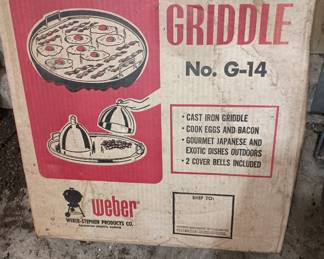 GRIDDLE
No. G-14
• CAST IRON GRIDDLE
• COOK EGGS AND BACON
• GOURMET JAPANESE AND
EXOTIC DISHES OUTDOORS
• 2 COVER BELLS INCLUDED
weber
WEBER-STEPHEN PRODUCTS CO.
SHIP TO: